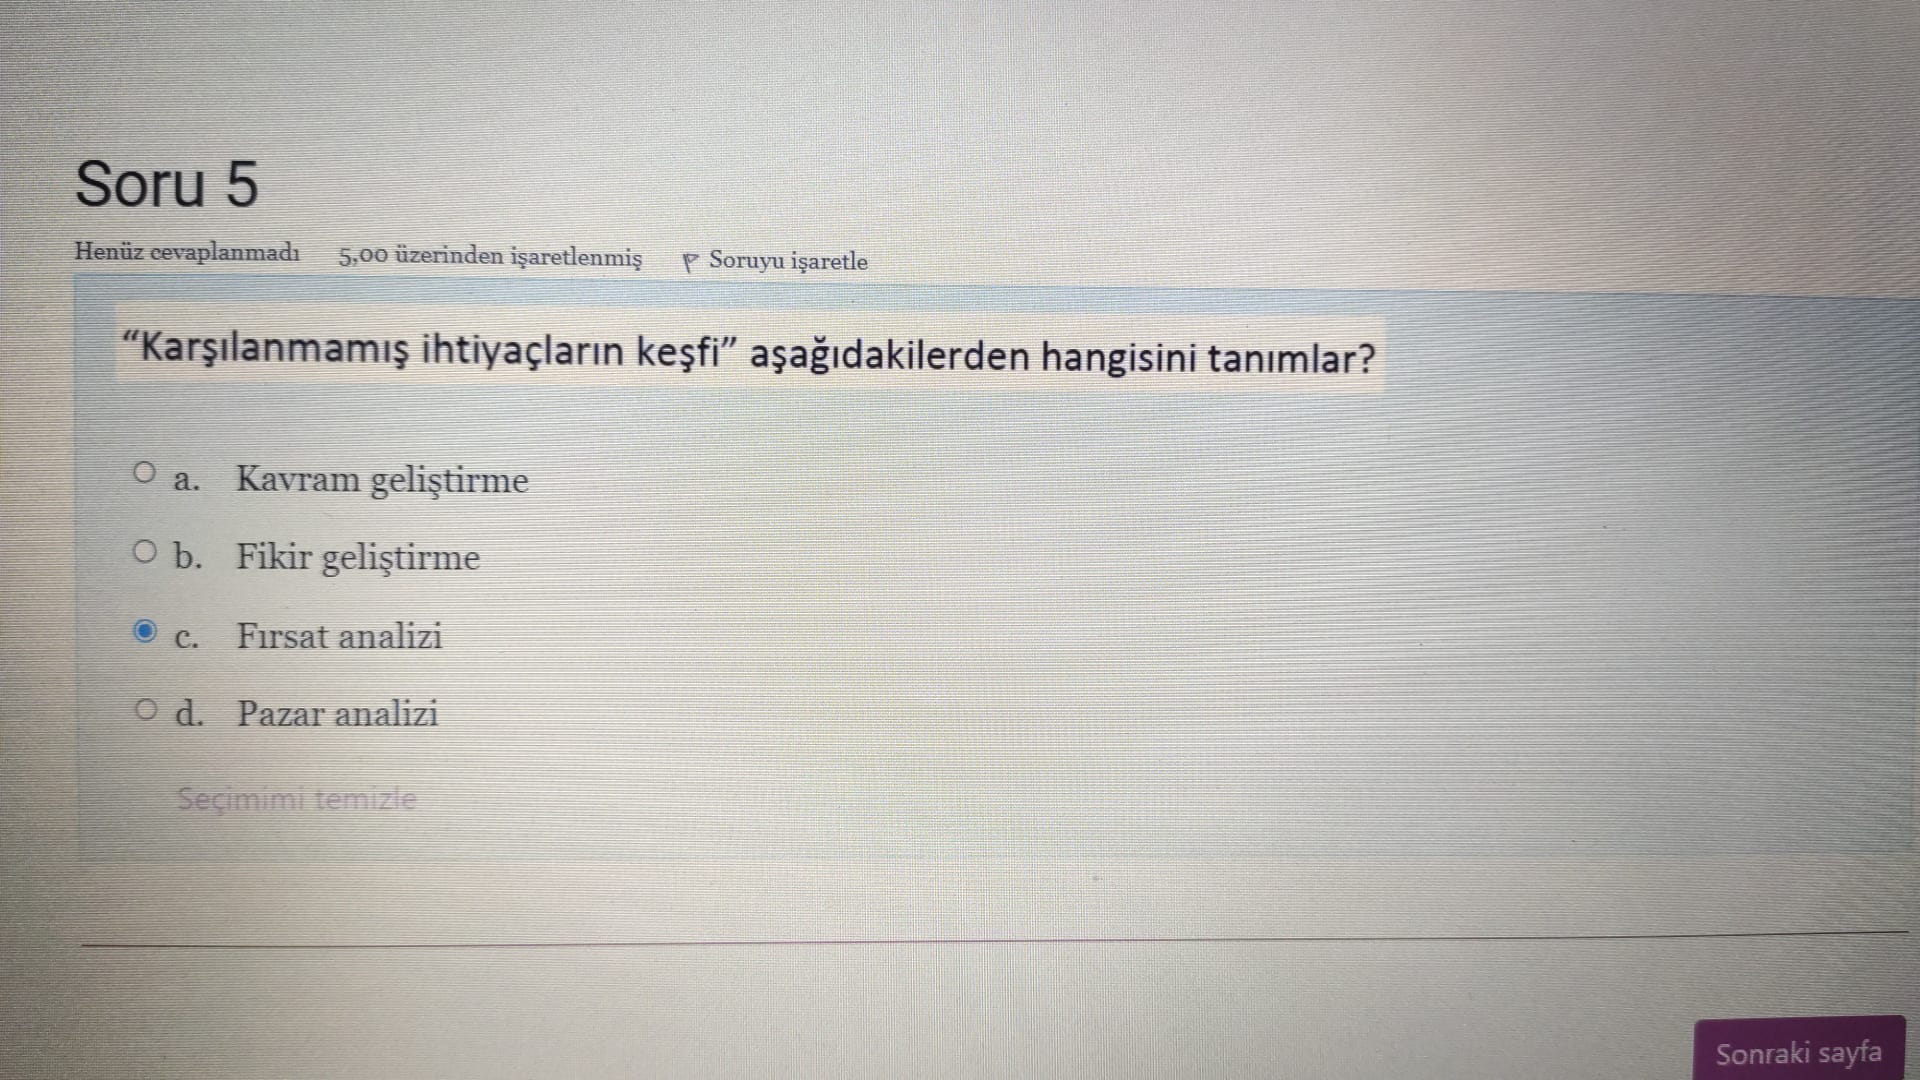 Soru 5
Henüz cevaplanmadı 5,00 üzerinden işaretlenmiş Soruyu işaretle
“Karşılanmamış ihtiyaçların keşfi” aşağıdakilerden hangisini tanımlar?
a. Kavram geliştirme
b. Fikir geliştirme
c. Fırsat analizi
d. Pazar analizi
Seçimimi temizle
Sonraki sayfa